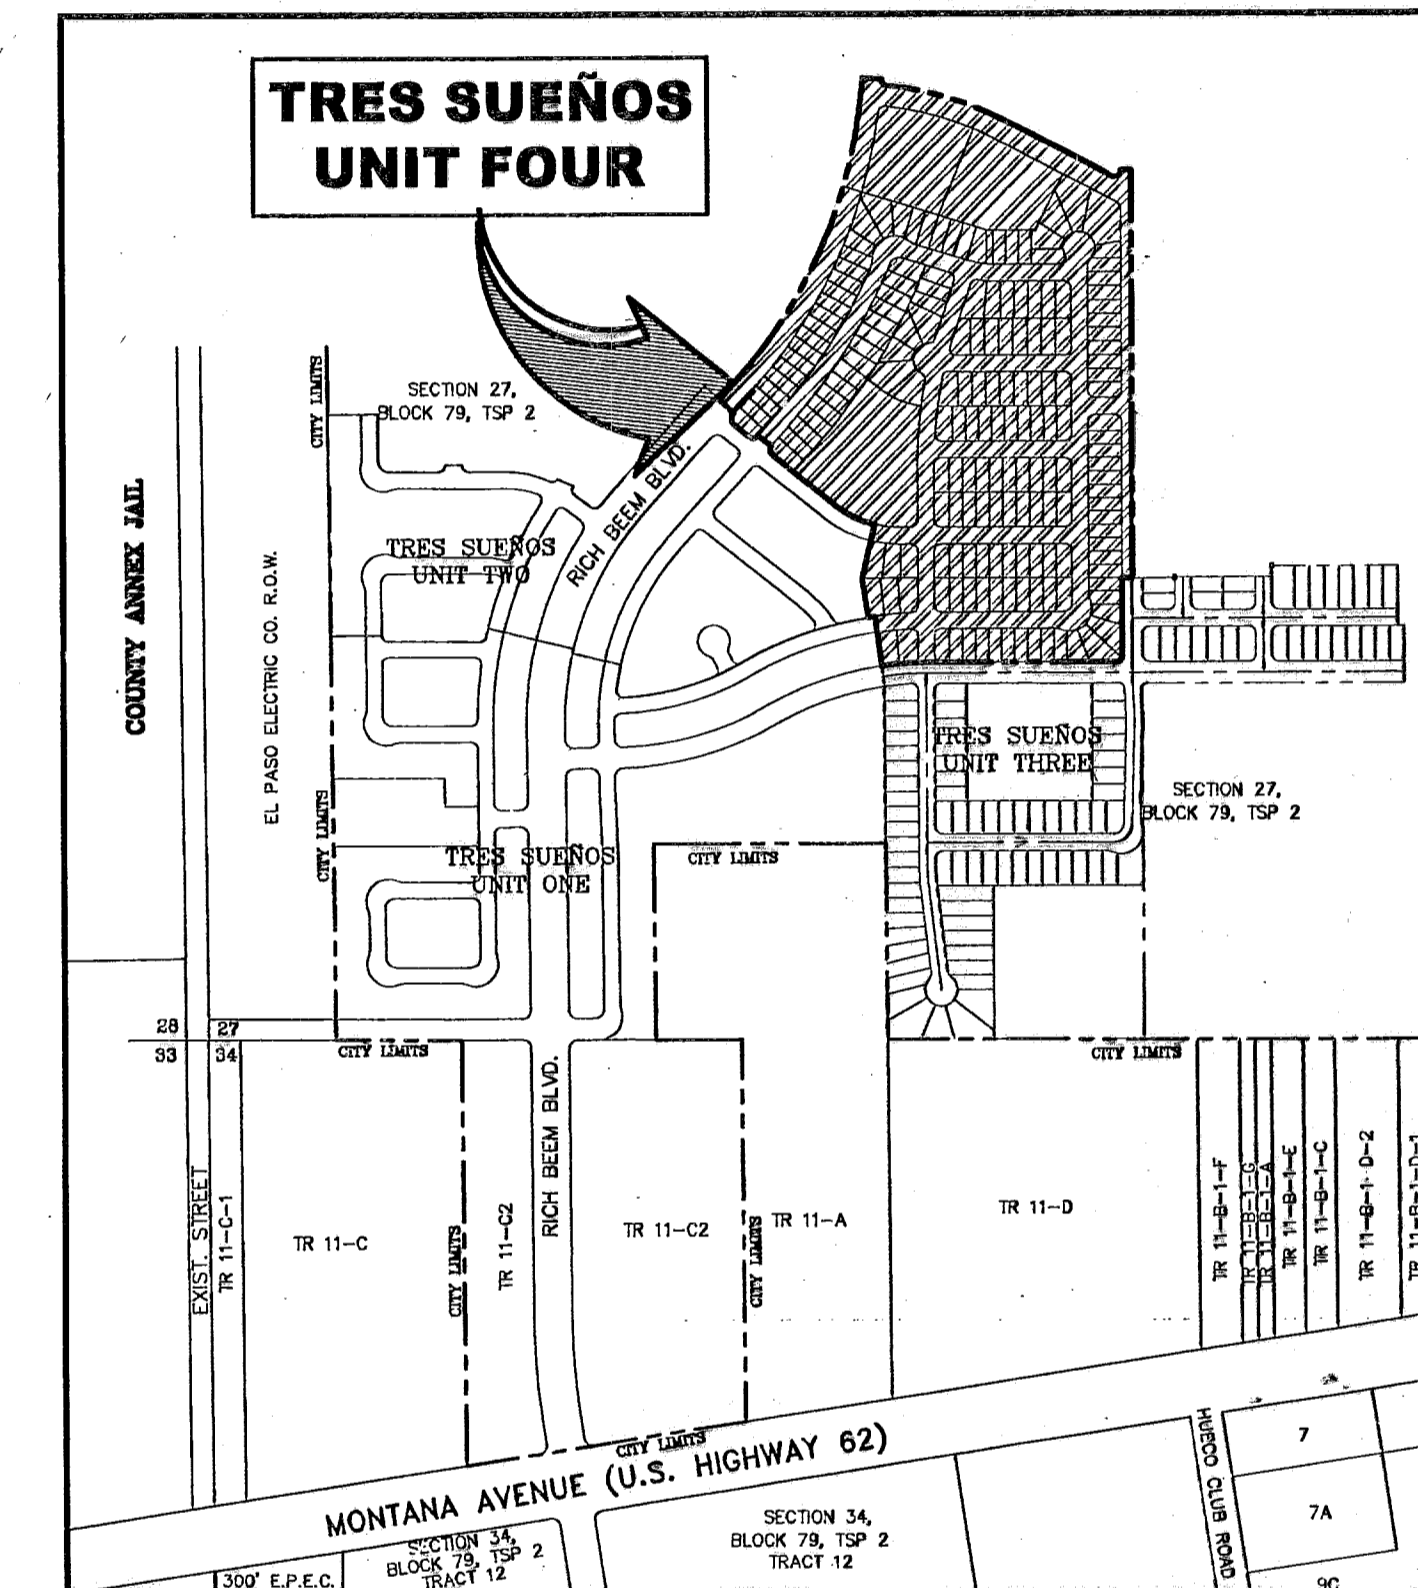 TRES SUEÑOS
UNIT FOUR
CITY LIMITS
SECTION 27,
BLOCK 79, TSP 2
COUNTY ANNEX JAIL
EL PASO ELECTRIC CO. R.O.W.
RICH BEEM BLVD.
TRES SUEÑOS
UNIT TWO
TRES SUEÑOS
UNIT THREE
SECTION 27,
BLOCK 79, TSP 2
CITY LIMITS
TRES SUEÑOS
UNIT ONE
CITY LIMITS
28
27
33
34
CITY LIMITS
CITY LIMITS
RICH BEEM BLVD.
EXIST. STREET
TR 11-C-1
TR 11-C
CITY LIMITS
TR 11-C2
TR 11-C2
CITY LIMITS
TR 11-A
TR 11-D
TR 11-B-1-F
TR 11-B-1-G
TR 11-B-1-A
TR 11-B-1-E
TR 11-B-1-C
TR 11-B-1-D-2
TR 11-B-1-D-1
CITY LIMITS
MONTANA AVENUE (U.S. HIGHWAY 62)
HUECO CLUB ROAD
7
7A
9C
SECTION 34,
BLOCK 79, TSP 2
TRACT 12
SECTION 34,
BLOCK 79, TSP 2
TRACT 12
300' E.P.E.C.